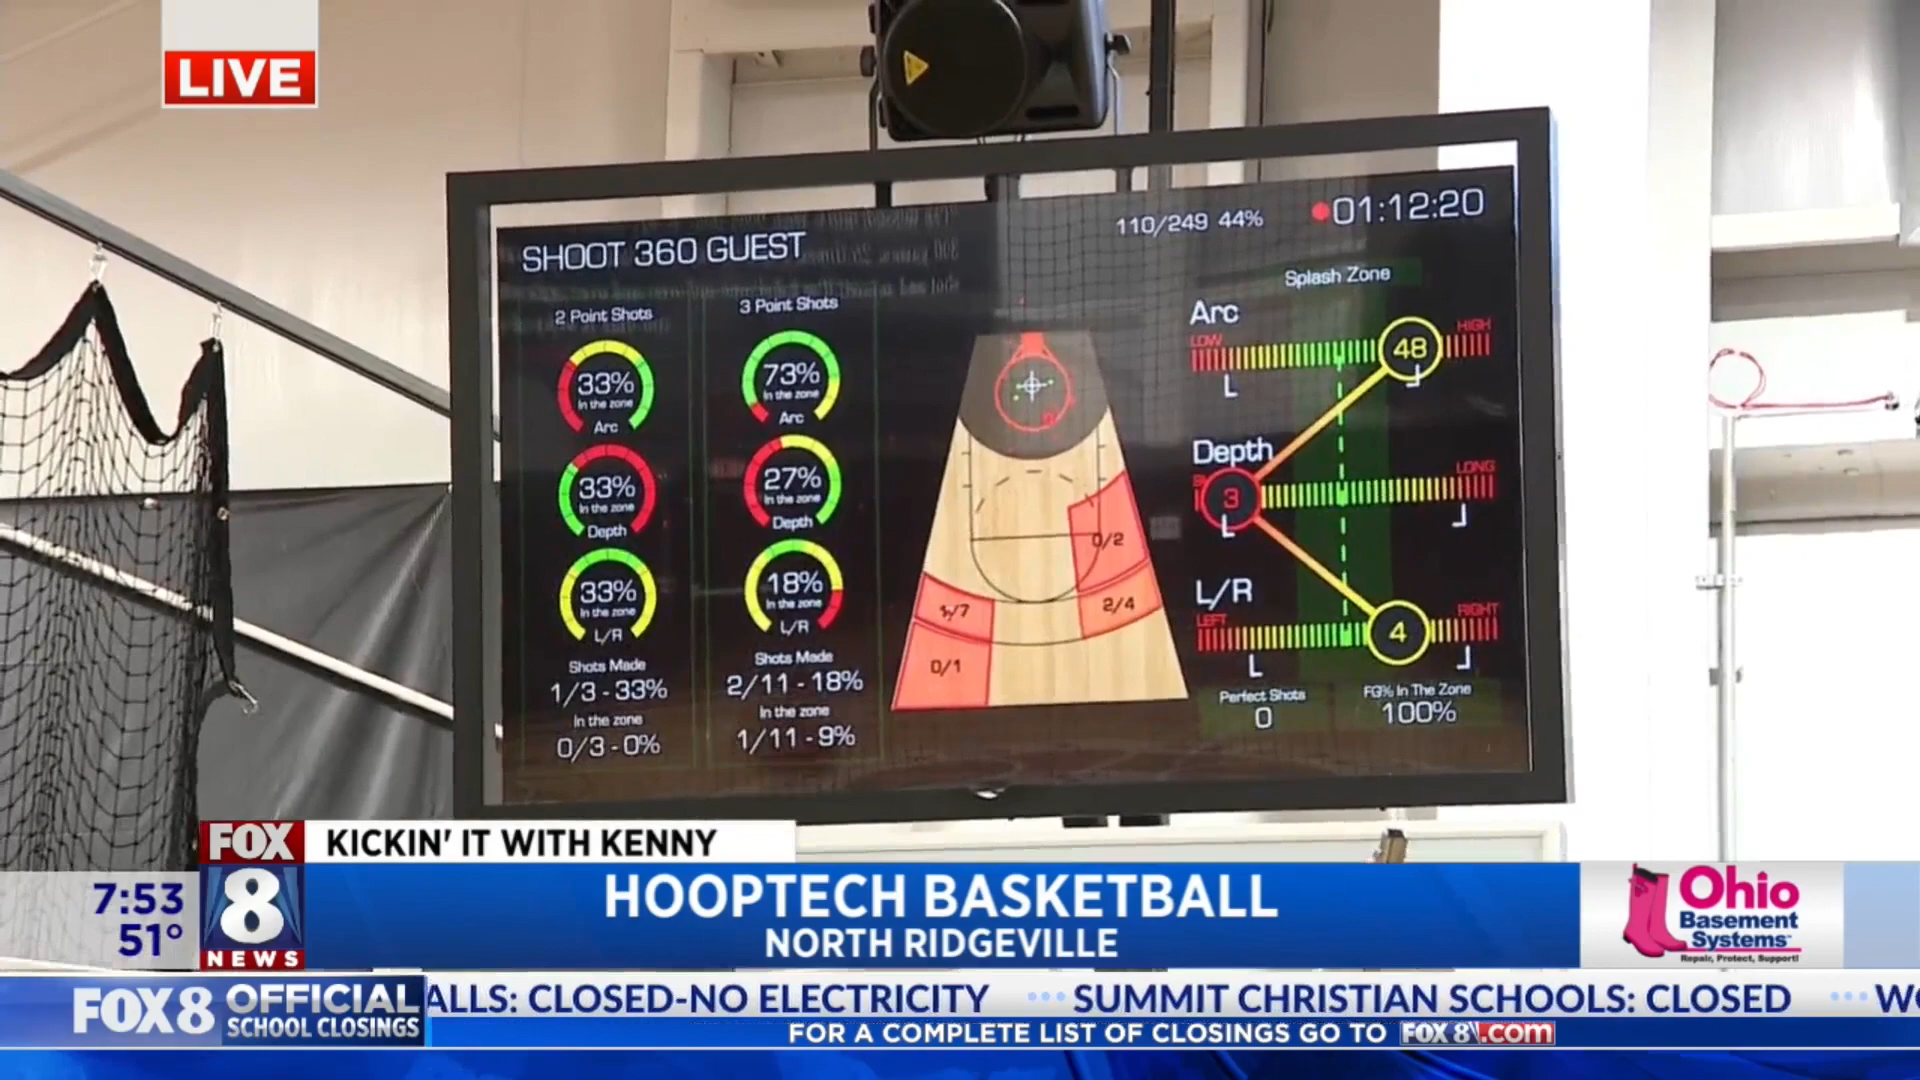 LIVE
SHOOT 360 GUEST
110/249 44%
01:12:20
2 Point Shots
3 Point Shots
33%
In the zone
Arc
33%
In the zone
Depth
33%
In the zone
L/R
Shots Made
1/3 - 33%
In the zone
0/3 - 0%
73%
In the zone
Arc
27%
In the zone
Depth
18%
In the zone
L/R
Shots Made
2/11 - 18%
In the zone
1/11 - 9%
0/2
2/4
0/1
Splash Zone
Arc
LOW
HIGH
48
L
Depth
LONG
3
L
L/R
LEFT
RIGHT
4
L
Perfect Shots
0
FG% In The Zone
100%
KICKIN' IT WITH KENNY
FOX 8 NEWS
7:53
51°
HOOPTECH BASKETBALL
NORTH RIDGEVILLE
Ohio
Basement
Systems
Repair, Protect, Support!
FOX 8 OFFICIAL SCHOOL CLOSINGS
ALLS: CLOSED-NO ELECTRICITY ... SUMMIT CHRISTIAN SCHOOLS: CLOSED ... W
FOR A COMPLETE LIST OF CLOSINGS GO TO FOX 8.com